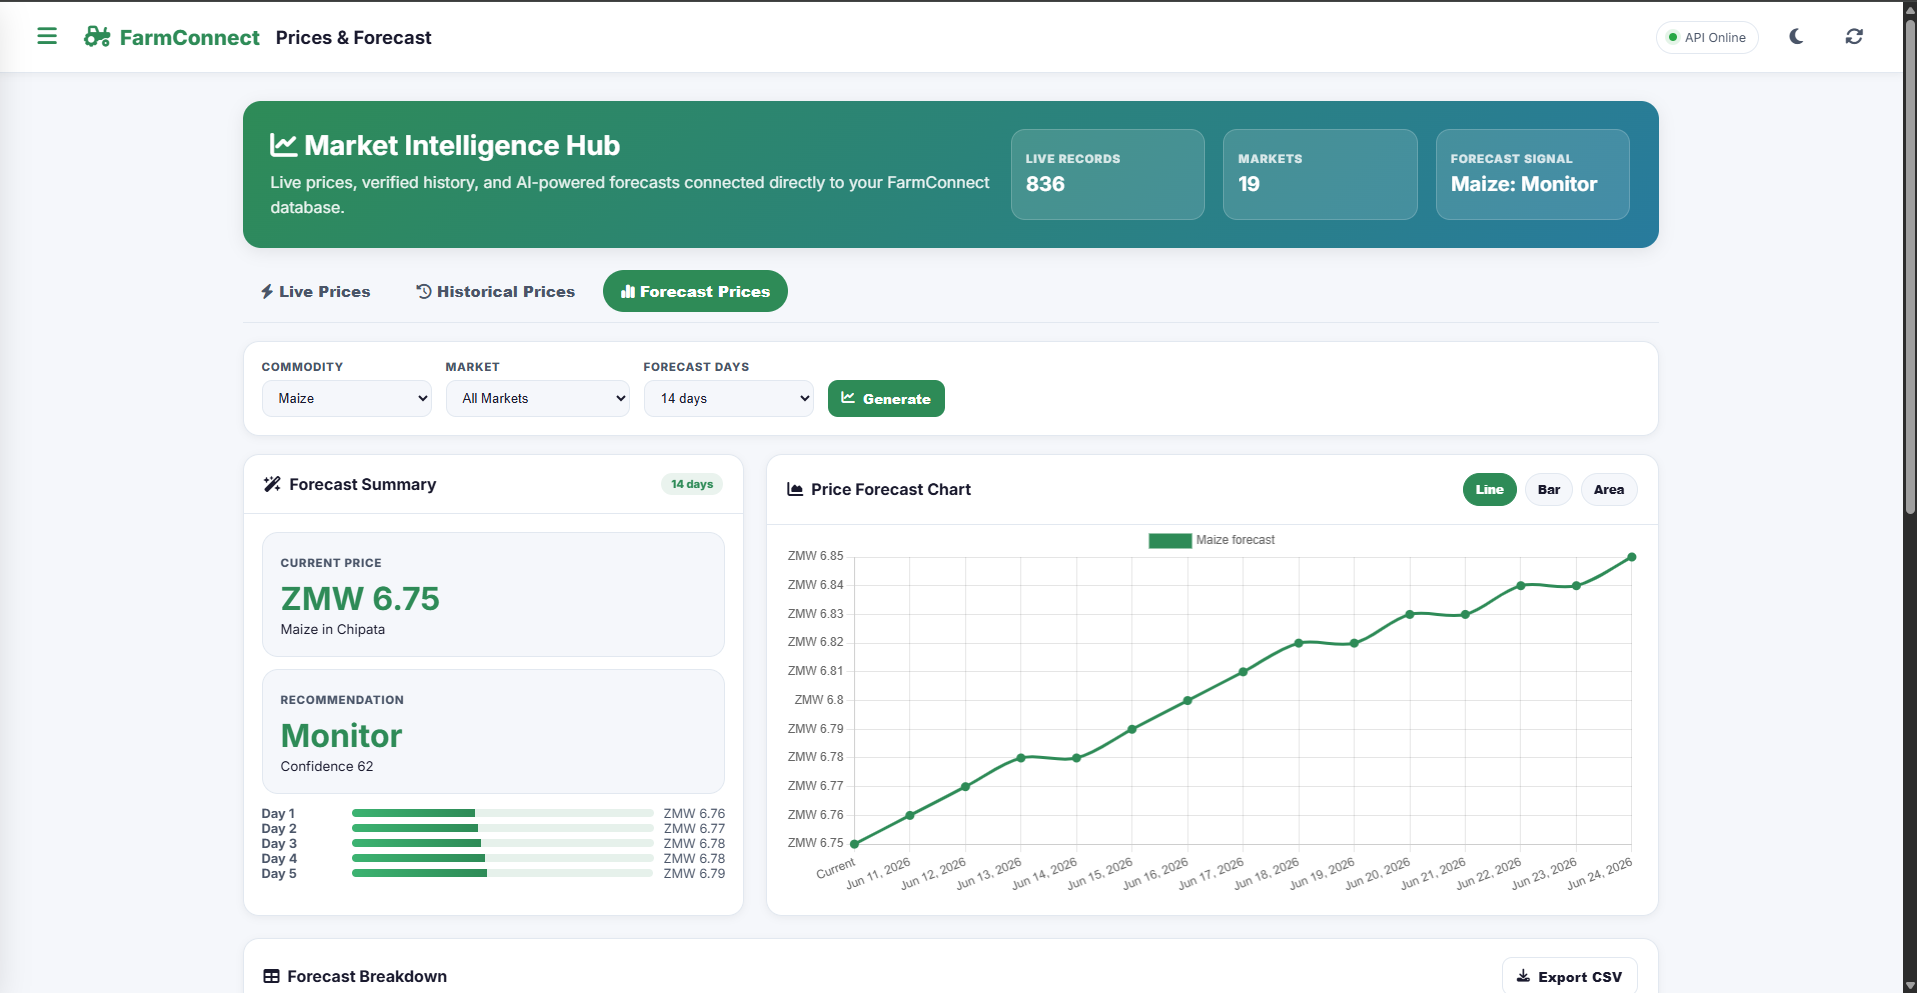 FarmConnect Prices & Forecast
API Online
Market Intelligence Hub
Live prices, verified history, and AI-powered forecasts connected directly to your FarmConnect
database.
LIVE RECORDS
836
MARKETS
19
FORECAST SIGNAL
Maize: Monitor
Live Prices
Historical Prices
Forecast Prices
COMMODITY
Maize
MARKET
All Markets
FORECAST DAYS
14 days
Generate
Forecast Summary
14 days
CURRENT PRICE
ZMW 6.75
Maize in Chipata
RECOMMENDATION
Monitor
Confidence 62
Day 1 ZMW 6.76
Day 2 ZMW 6.77
Day 3 ZMW 6.78
Day 4 ZMW 6.78
Day 5 ZMW 6.79
Price Forecast Chart
Line
Bar
Area
Maize forecast
ZMW 6.85
ZMW 6.84
ZMW 6.83
ZMW 6.82
ZMW 6.81
ZMW 6.8
ZMW 6.79
ZMW 6.78
ZMW 6.77
ZMW 6.76
ZMW 6.75
Current
Jun 11, 2026
Jun 12, 2026
Jun 13, 2026
Jun 14, 2026
Jun 15, 2026
Jun 16, 2026
Jun 17, 2026
Jun 18, 2026
Jun 19, 2026
Jun 20, 2026
Jun 21, 2026
Jun 22, 2026
Jun 23, 2026
Jun 24, 2026
Forecast Breakdown
Export CSV